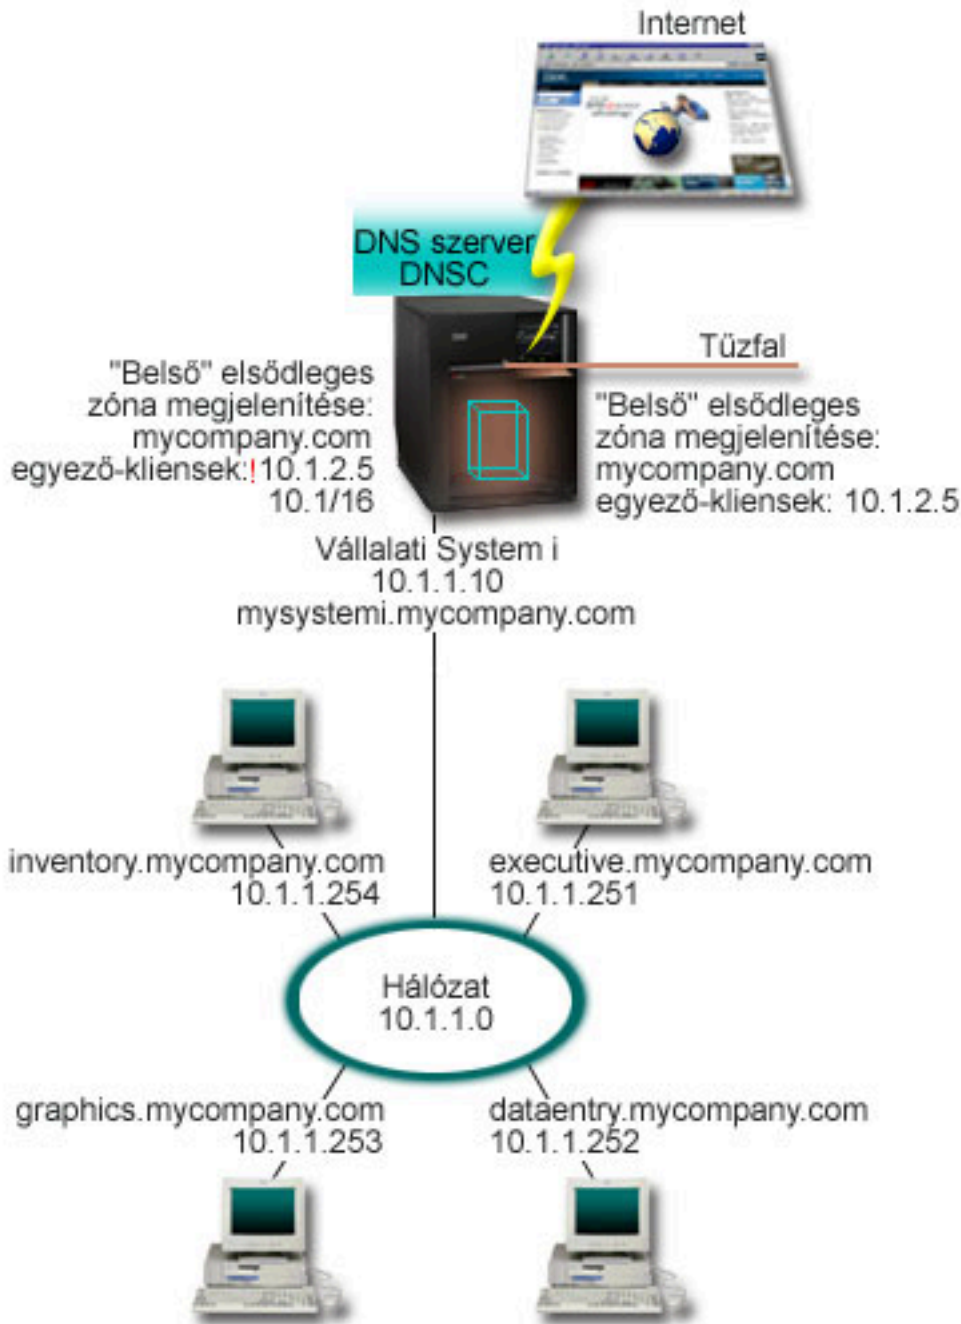 Internet
DNS szerver
DNSC
Tűzfal
"Belső" elsődleges
zóna megjelenítése:
mycompany.com
egyező-kliensek:!10.1.2.5
10.1/16
"Belső" elsődleges
zóna megjelenítése:
mycompany.com
egyező-kliensek: 10.1.2.5
Vállalati System i
10.1.1.10
mysystemi.mycompany.com
inventory.mycompany.com
10.1.1.254
executive.mycompany.com
10.1.1.251
Hálózat
10.1.1.0
graphics.mycompany.com
10.1.1.253
dataentry.mycompany.com
10.1.1.252